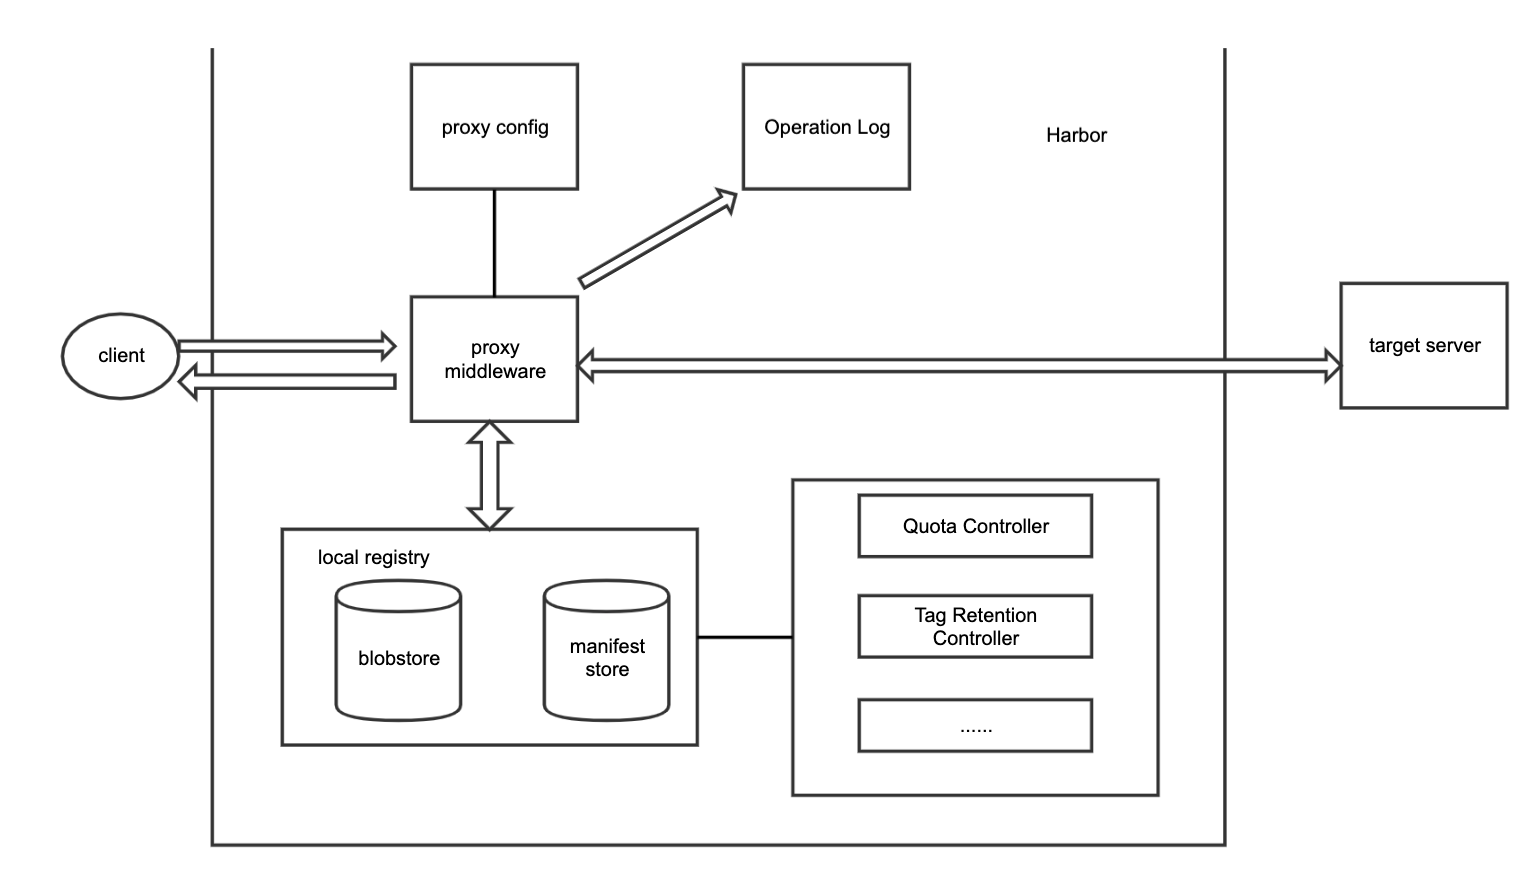 proxy config
Operation Log
Harbor
client
proxy
middleware
target server
local registry
blobstore
manifest
store
Quota Controller
Tag Retention
Controller
......